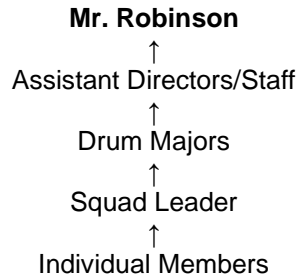 Mr. Robinson
↑
Assistant Directors/Staff
↑
Drum Majors
↑
Squad Leader
↑
Individual Members